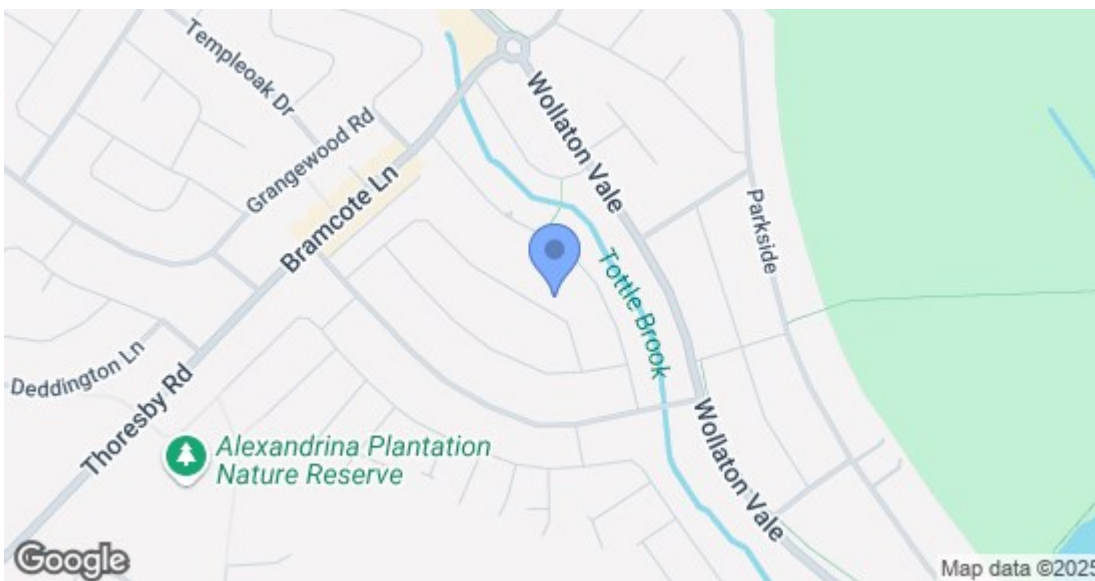 Templeoak Dr
Grangewood Rd
Bramcote Ln
Wollaton Vale
Parkside
Tottle Brook
Deddington Ln
Thoresby Rd
Alexandrina Plantation
Nature Reserve
Wollaton Vale
Google
Map data ©2025